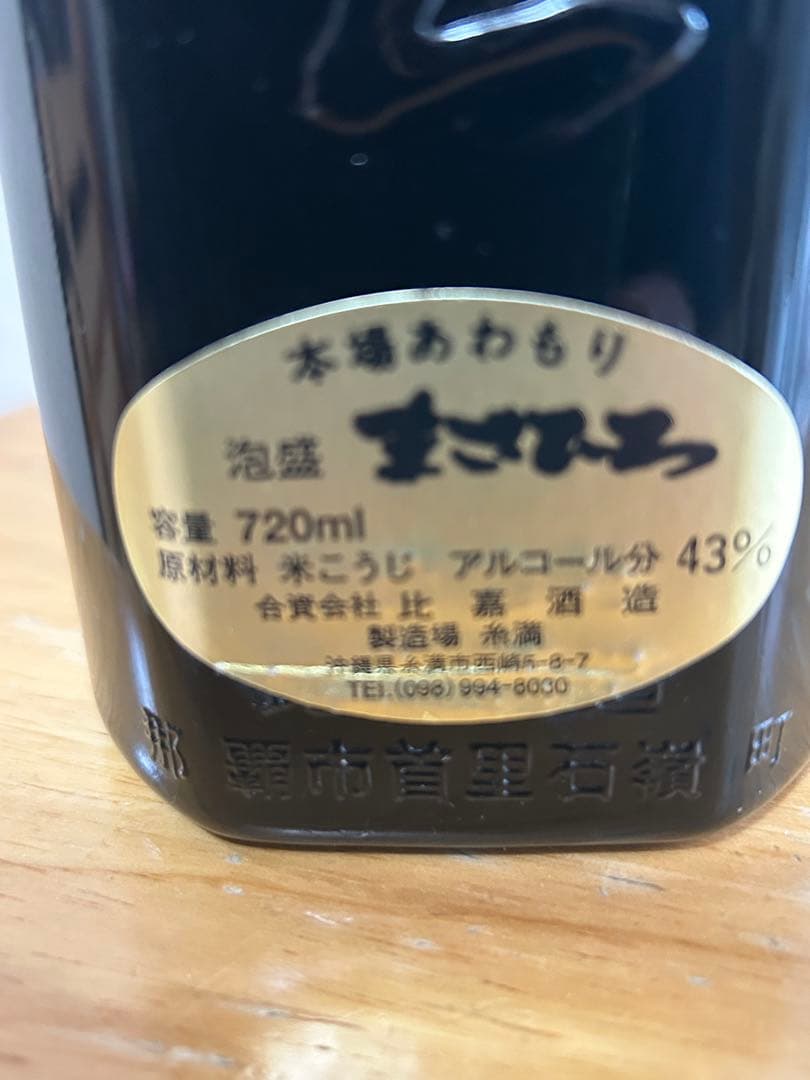 本場あわもり
泡盛 まさひろ
容量 720ml
原材料 米こうじ アルコール分 43%
合資会社 比嘉酒造
製造場 糸満
沖縄県糸満市西崎5-8-7
TEL.(098)994-8030
那覇市首里石嶺町